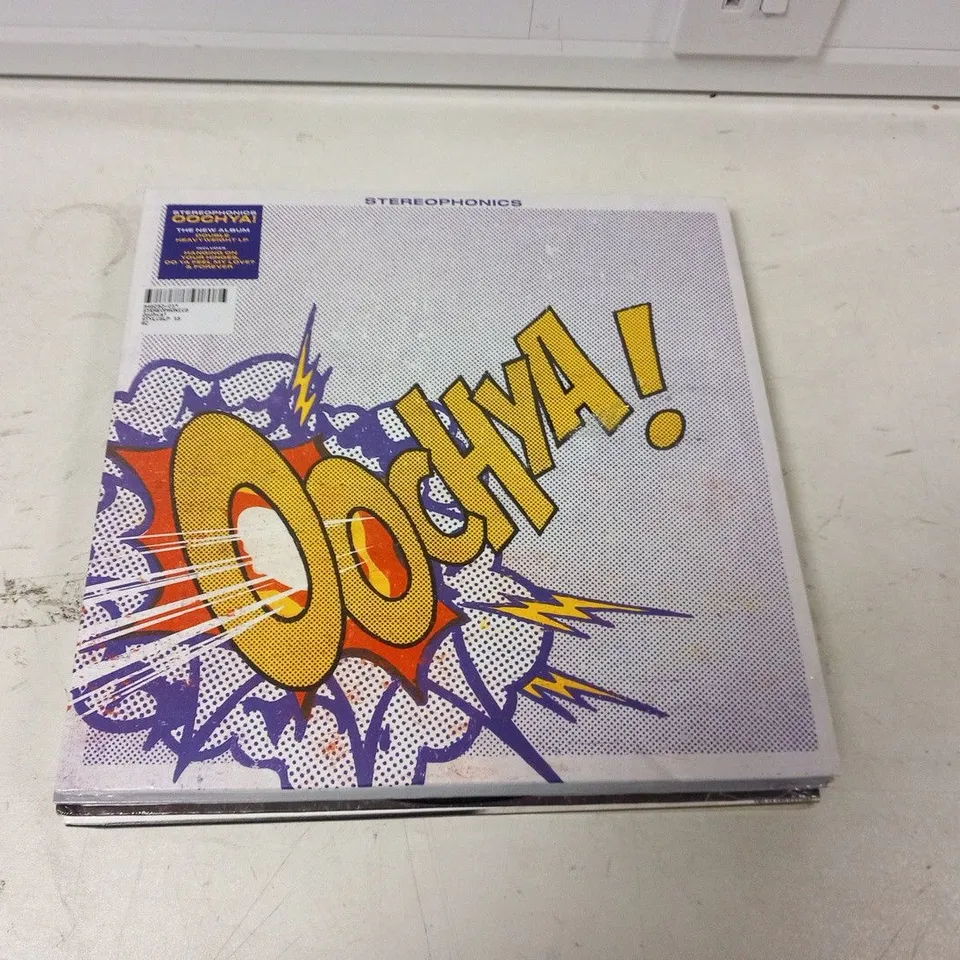 STEREOPHONICS
STEREOPHONICS
OOCHYA!
THE NEW ALBUM
DOUBLE
HEAVYWEIGHT LP
INCLUDES
HANGING ON
YOUR HINGES,
DO YA FEEL MY LOVE?
& FOREVER
STEREOPHONICS
OOCHYA!